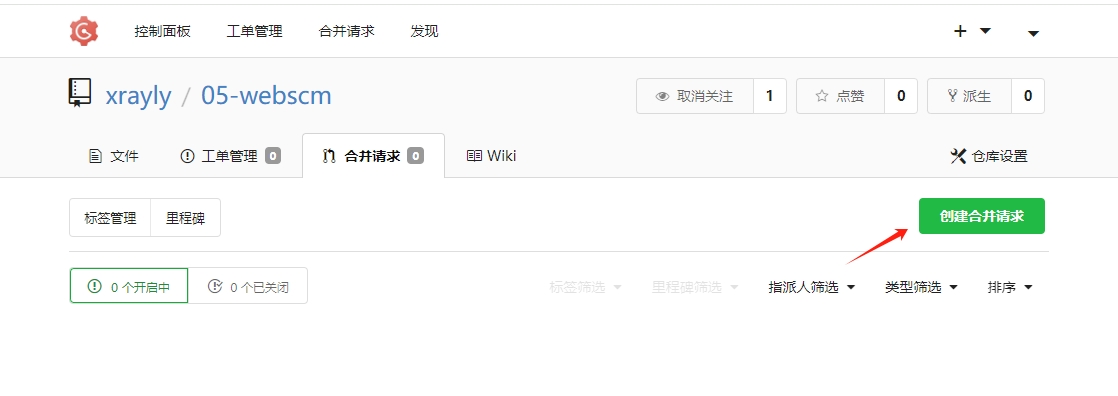 控制面板 工单管理 合并请求 发现
xrayly / 05-webscm 取消关注 1 点赞 0 派生 0
文件 工单管理 0 合并请求 0 Wiki 仓库设置
标签管理 里程碑 创建合并请求
0 个开启中 0 个已关闭 标签筛选 里程碑筛选 指派人筛选 类型筛选 排序